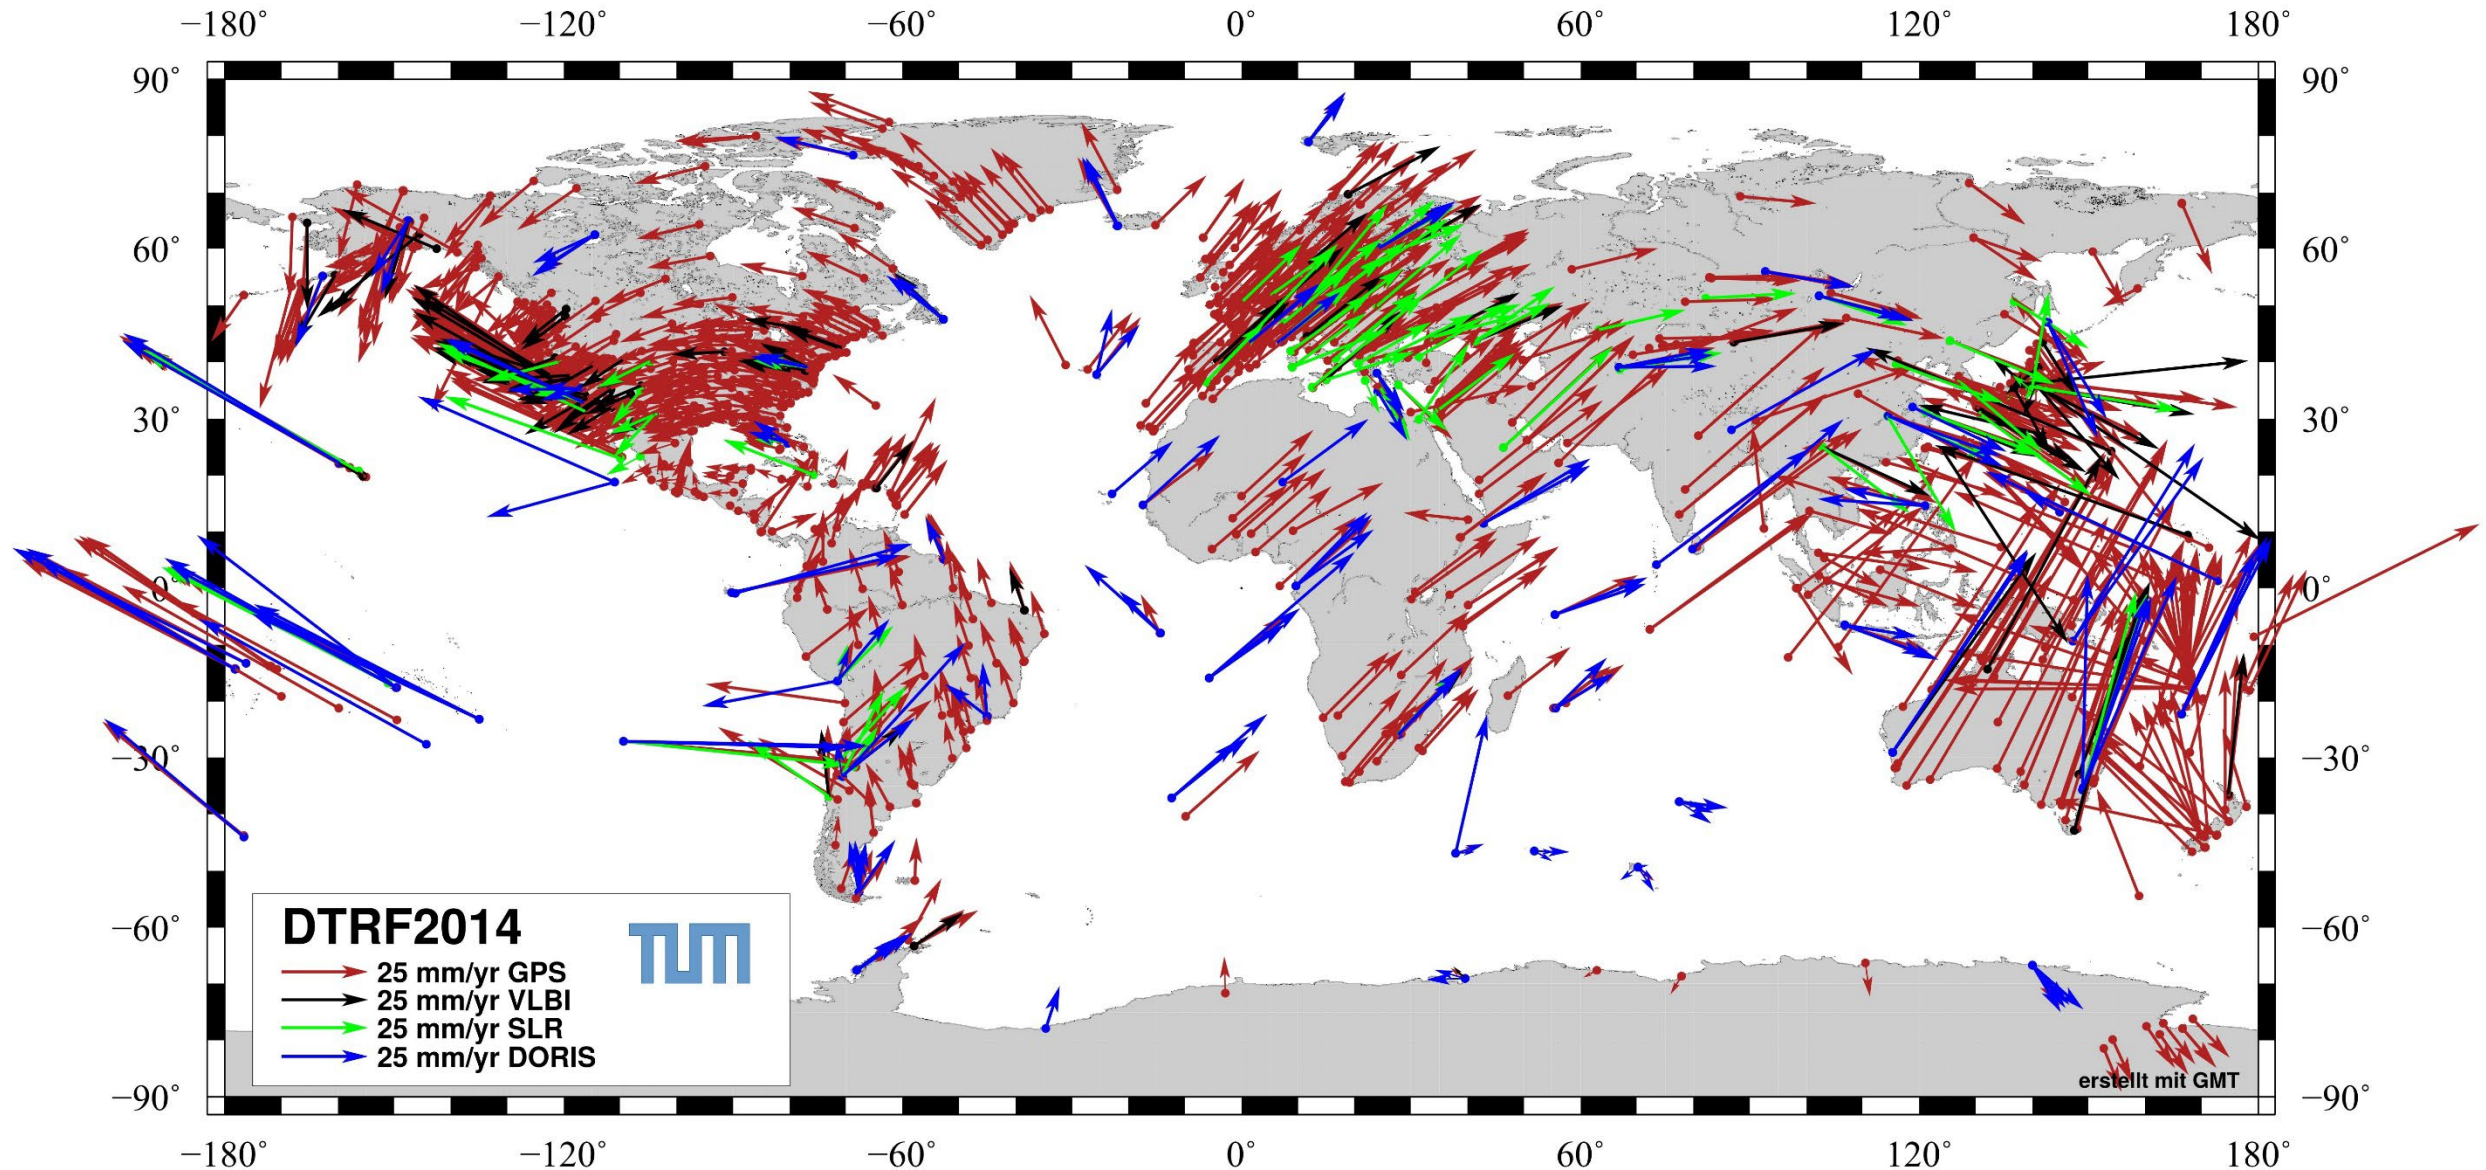 −180° −120° −60° 0° 60° 120° 180°
90° 90°
60° 60°
30° 30°
0° 0°
−30° −30°
−60° −60°
−90° −90°
DTRF2014
TUM
25 mm/yr GPS
25 mm/yr VLBI
25 mm/yr SLR
25 mm/yr DORIS
erstellt mit GMT
−180° −120° −60° 0° 60° 120° 180°